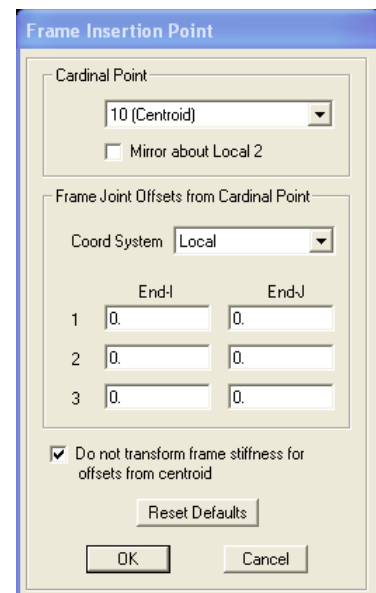 Frame Insertion Point
Cardinal Point
10 (Centroid)
Mirror about Local 2
Frame Joint Offsets from Cardinal Point
Coord System Local
End-I End-J
1 0. 0.
2 0. 0.
3 0. 0.
Do not transform frame stiffness for
offsets from centroid
Reset Defaults
OK Cancel